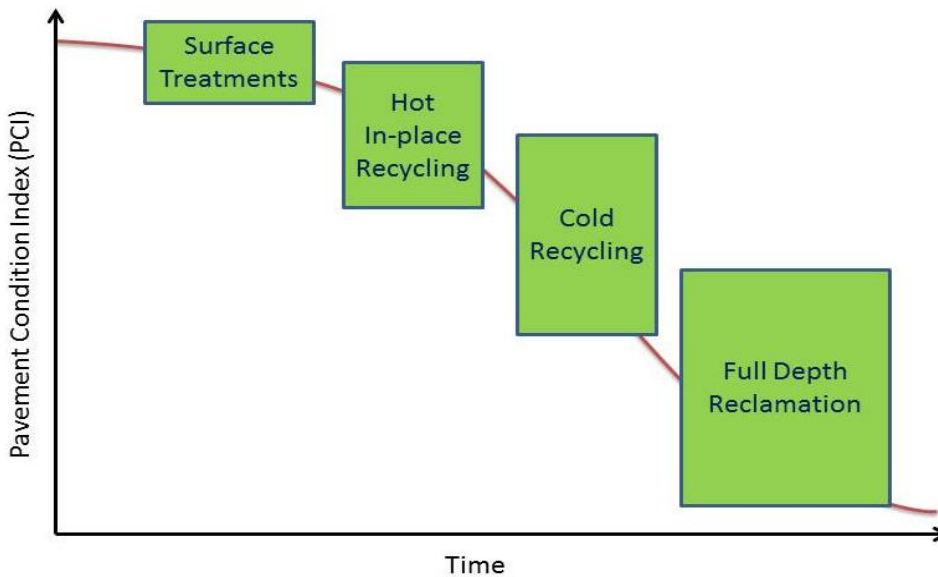 Pavement Condition Index (PCI)
Surface
Treatments
Hot
In-place
Recycling
Cold
Recycling
Full Depth
Reclamation
Time